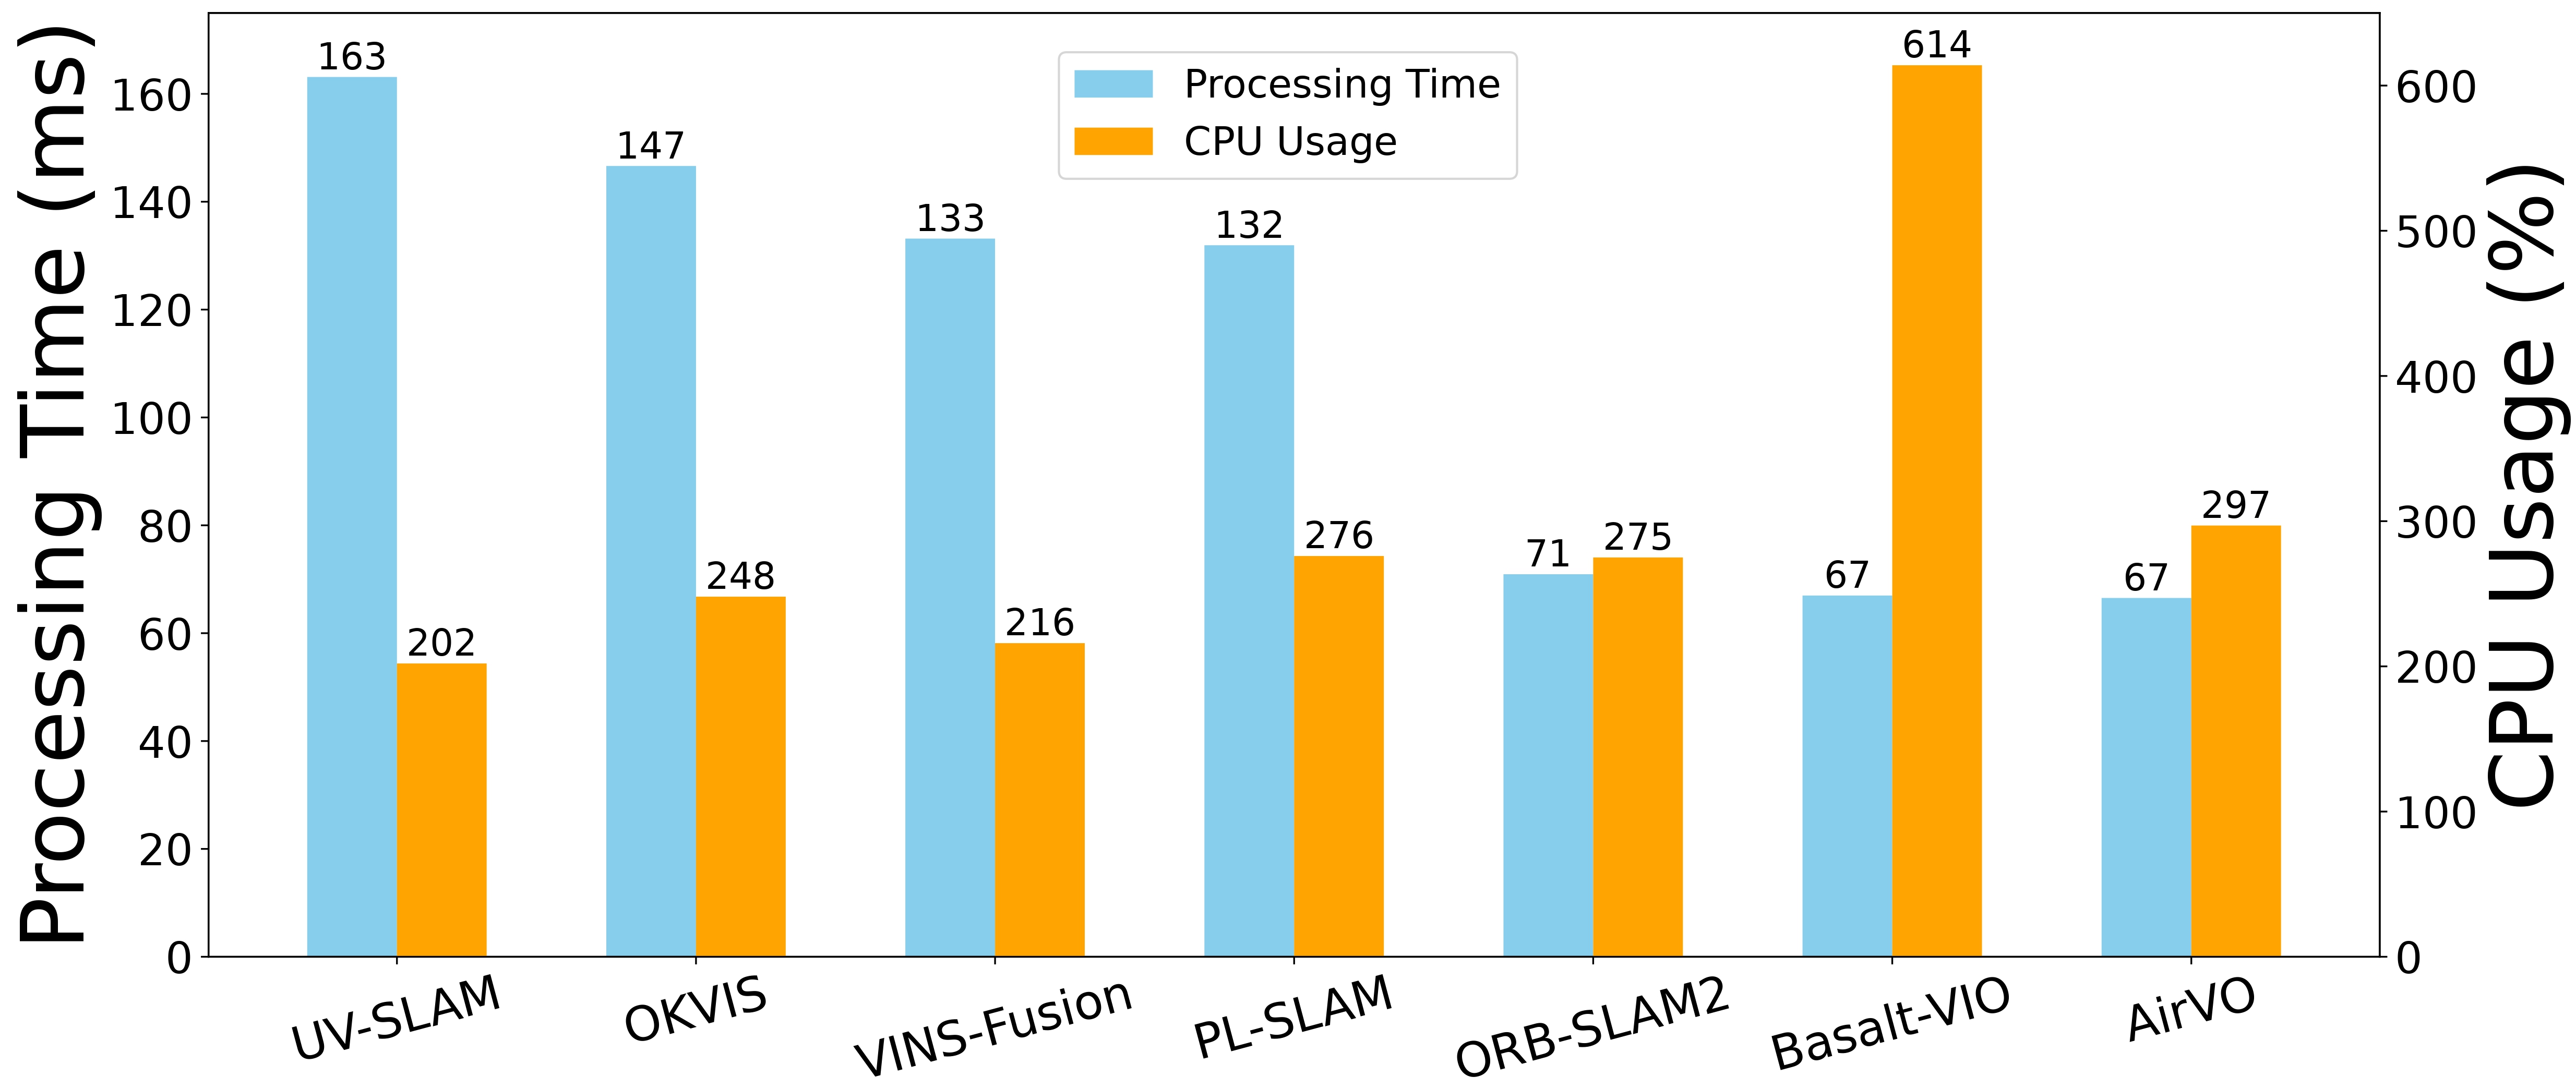 Processing Time (ms)
160
140
120
100
80
60
40
20
0
163
202
147
248
133
216
132
276
71
275
67
614
67
297
Processing Time
CPU Usage
600
500
400
300
200
100
0
CPU Usage (%)
UV-SLAM
OKVIS
VINS-Fusion
PL-SLAM
ORB-SLAM2
Basalt-VIO
AirVO